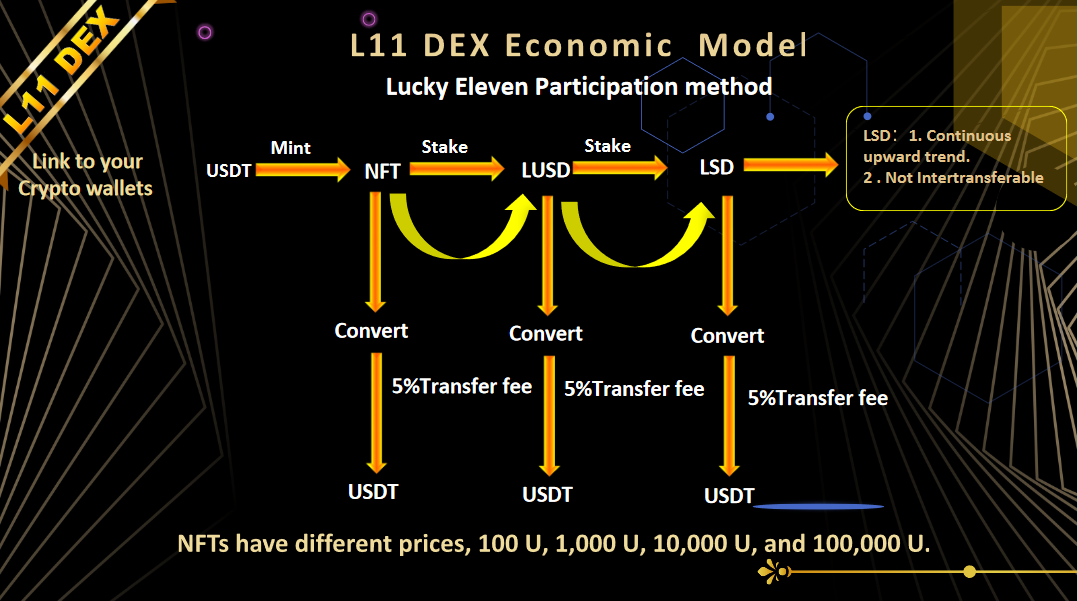 L11 DEX
L11 DEX Economic Model
Lucky Eleven Participation method
Link to your
Crypto wallets
USDT
Mint
NFT
Stake
LUSD
Stake
LSD
LSD：1. Continuous
upward trend.
2 . Not Intertransferable
Convert
Convert
Convert
5%Transfer fee
5%Transfer fee
5%Transfer fee
USDT
USDT
USDT
NFTs have different prices, 100 U, 1,000 U, 10,000 U, and 100,000 U.